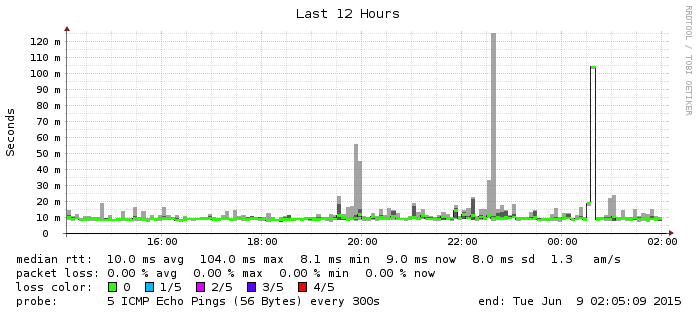 Last 12 Hours
RRDTOOL / TOBI OETIKER
Seconds
120 m
110 m
100 m
90 m
80 m
70 m
60 m
50 m
40 m
30 m
20 m
10 m
0
16:00 18:00 20:00 22:00 00:00 02:00
median rtt: 10.0 ms avg 104.0 ms max 8.1 ms min 9.0 ms now 8.0 ms sd 1.3 am/s
packet loss: 0.00 % avg 0.00 % max 0.00 % min 0.00 % now
loss color: 0 1/5 2/5 3/5 4/5
probe: 5 ICMP Echo Pings (56 Bytes) every 300s end: Tue Jun 9 02:05:09 2015